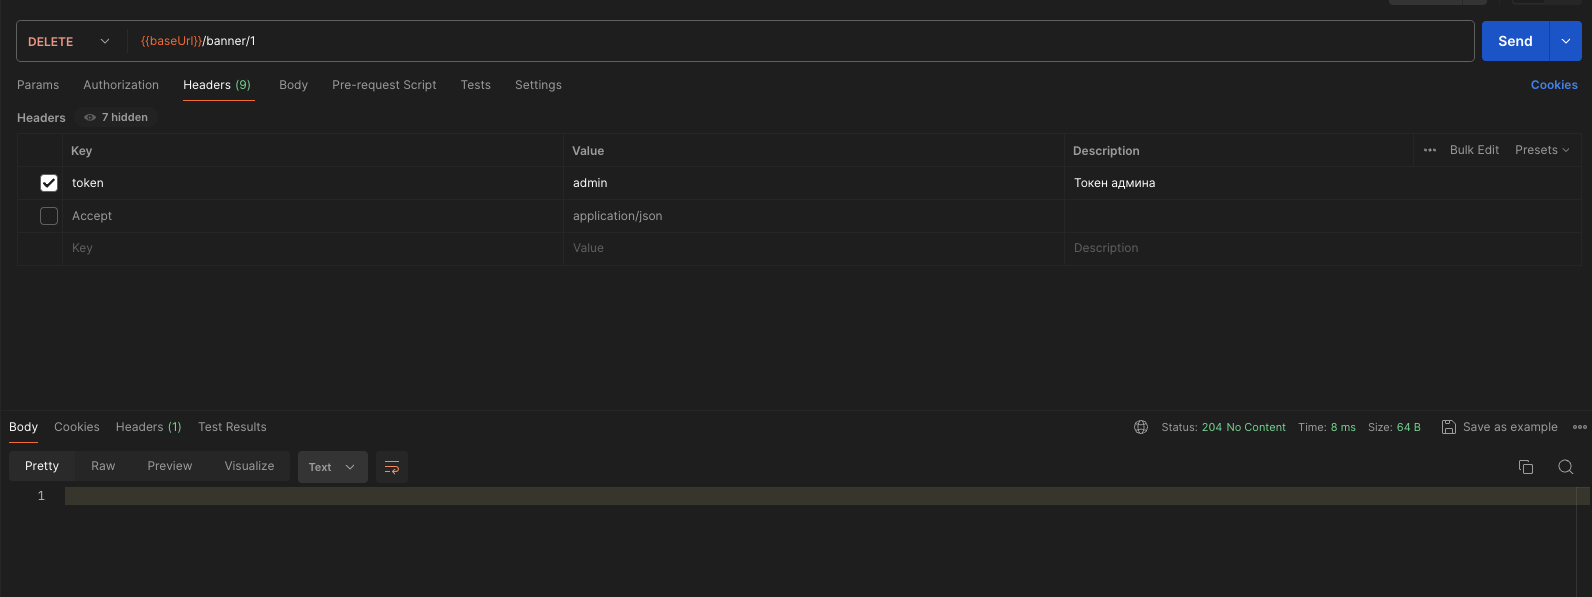 DELETE {{baseUrl}}/banner/1 Send
Params Authorization Headers (9) Body Pre-request Script Tests Settings Cookies
Headers 7 hidden
Key Value Description Bulk Edit Presets
token admin Токен админа
Accept application/json
Key Value Description
Body Cookies Headers (1) Test Results Status: 204 No Content Time: 8 ms Size: 64 B Save as example
Pretty Raw Preview Visualize Text
1